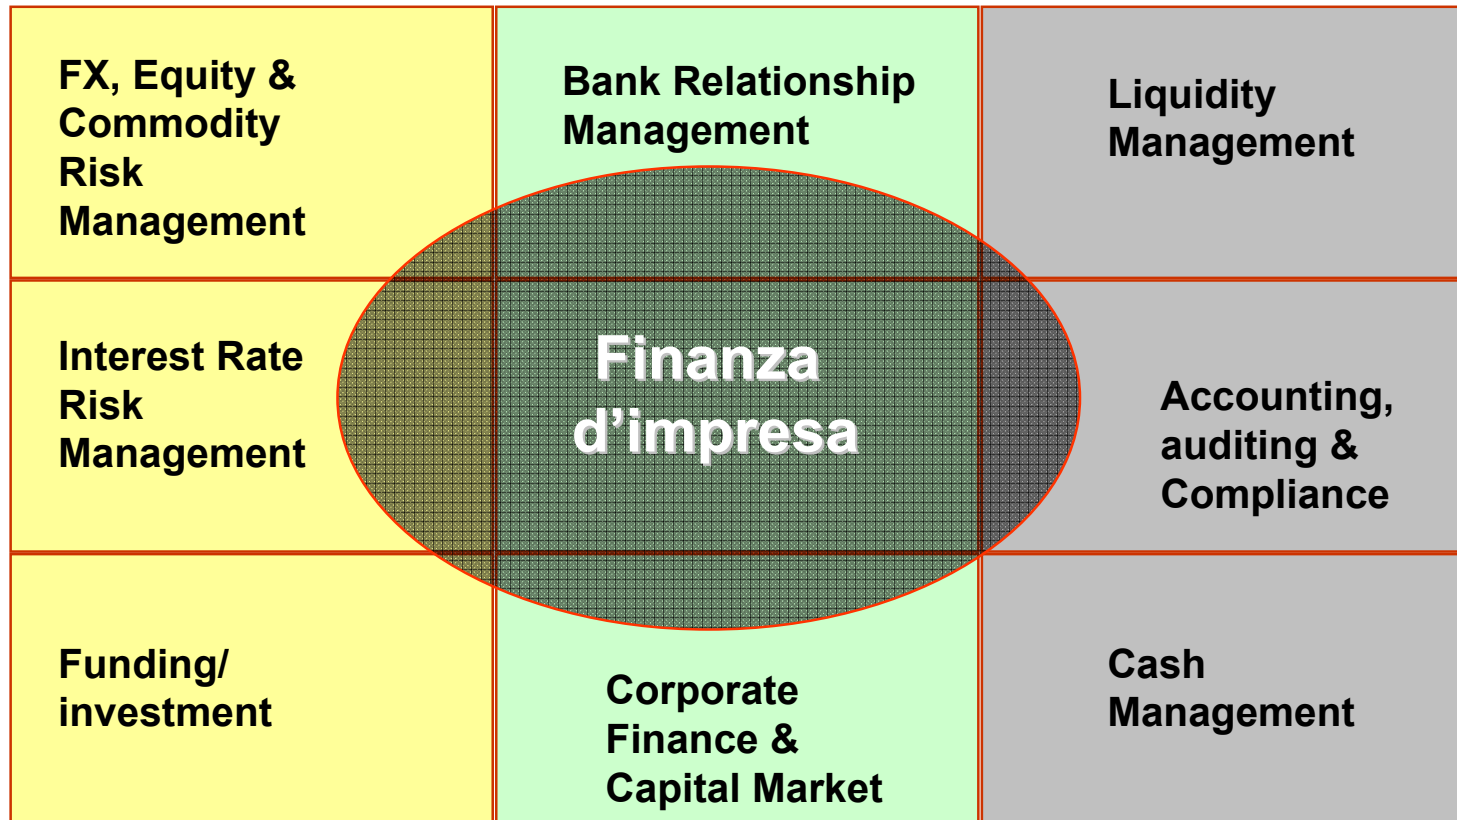 FX, Equity &
Commodity
Risk
Management
Bank Relationship
Management
Liquidity
Management
Interest Rate
Risk
Management
Finanza
d’impresa
Accounting,
auditing &
Compliance
Funding/
investment
Corporate
Finance &
Capital Market
Cash
Management